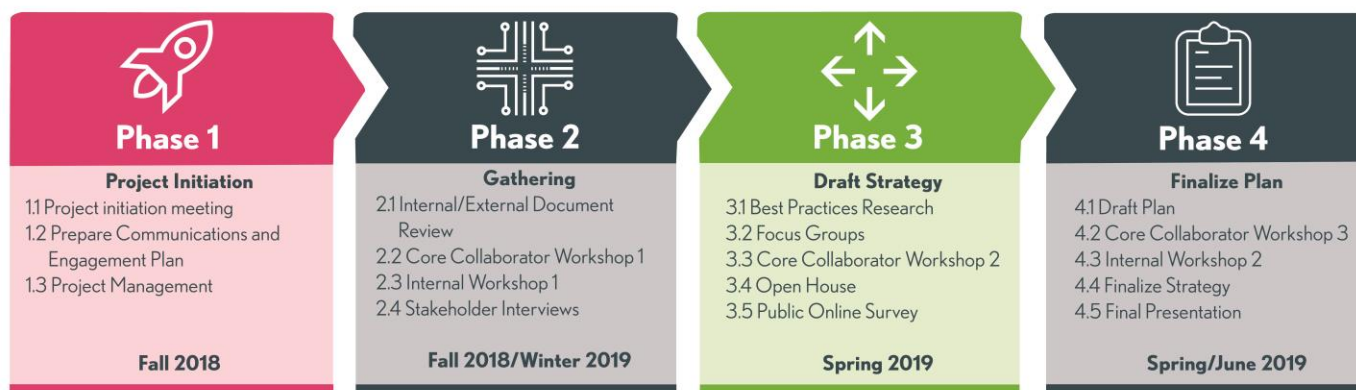 Phase 1
Project Initiation
1.1 Project initiation meeting
1.2 Prepare Communications and
Engagement Plan
1.3 Project Management
Fall 2018
Phase 2
Gathering
2.1 Internal/External Document
Review
2.2 Core Collaborator Workshop 1
2.3 Internal Workshop 1
2.4 Stakeholder Interviews
Fall 2018/Winter 2019
Phase 3
Draft Strategy
3.1 Best Practices Research
3.2 Focus Groups
3.3 Core Collaborator Workshop 2
3.4 Open House
3.5 Public Online Survey
Spring 2019
Phase 4
Finalize Plan
4.1 Draft Plan
4.2 Core Collaborator Workshop 3
4.3 Internal Workshop 2
4.4 Finalize Strategy
4.5 Final Presentation
Spring/June 2019